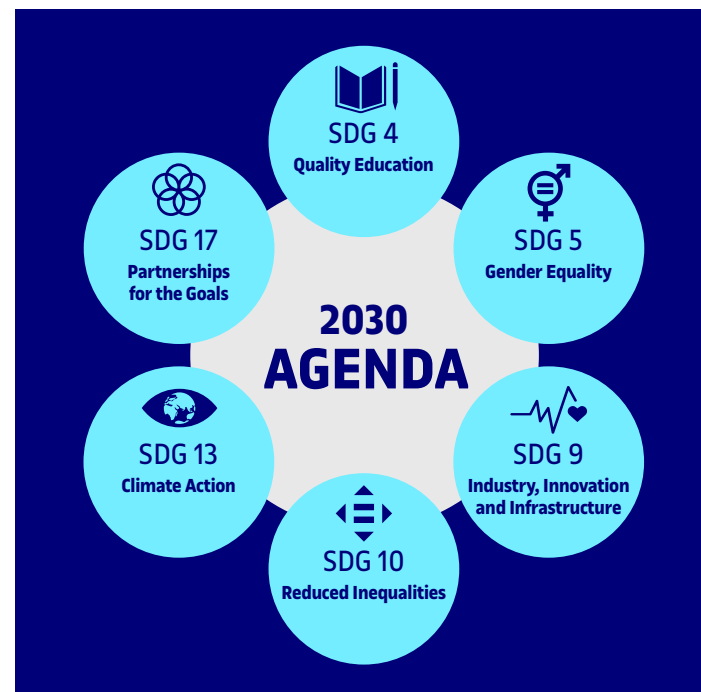 SDG 4
Quality Education
SDG 5
Gender Equality
SDG 9
Industry, Innovation
and Infrastructure
SDG 10
Reduced Inequalities
SDG 13
Climate Action
SDG 17
Partnerships
for the Goals
2030
AGENDA